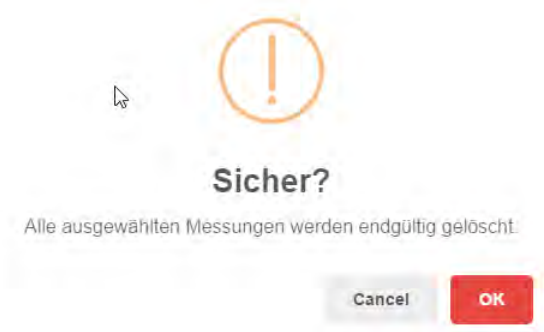 Sicher?
Alle ausgewählten Messungen werden endgültig gelöscht.
Cancel
OK